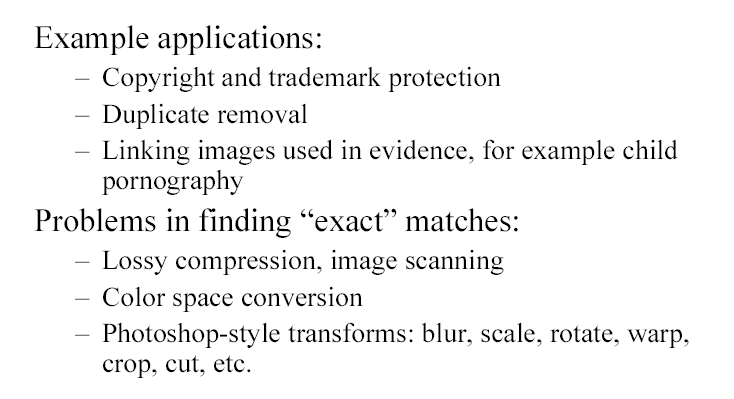 Example applications:
– Copyright and trademark protection
– Duplicate removal
– Linking images used in evidence, for example child
pornography
Problems in finding “exact” matches:
– Lossy compression, image scanning
– Color space conversion
– Photoshop-style transforms: blur, scale, rotate, warp,
crop, cut, etc.